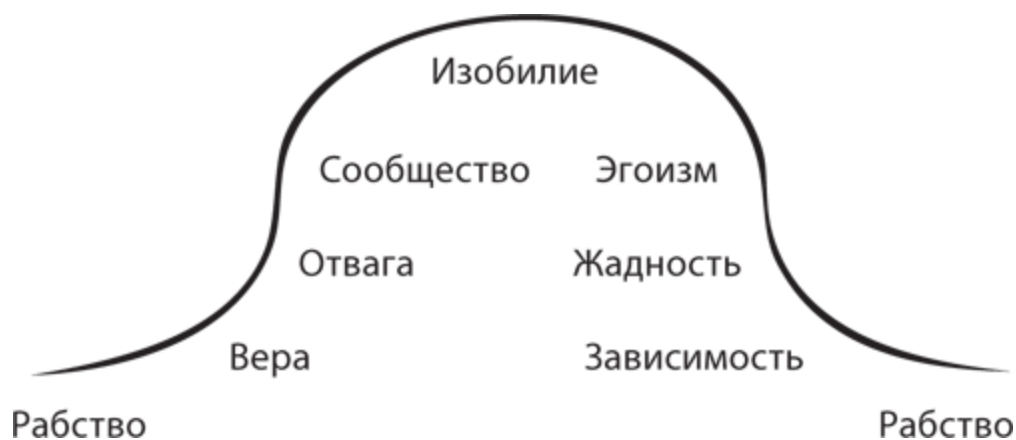 Изобилие
Сообщество Эгоизм
Отвага Жадность
Вера Зависимость
Рабство Рабство